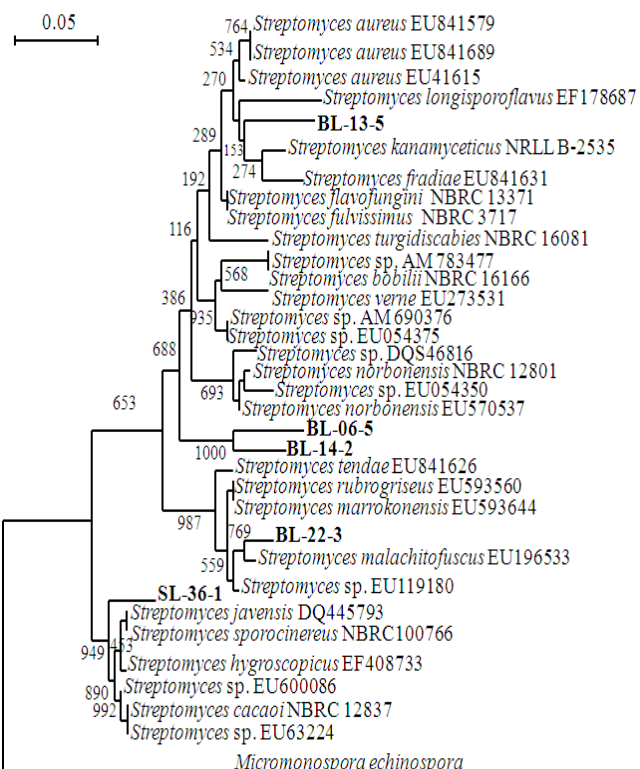 0.05
764 Streptomyces aureus EU841579
534
Streptomyces aureus EU841689
270 Streptomyces aureus EU41615
Streptomyces longisporoflavus EF178687
BL-13-5
289
153 Streptomyces kanamyceticus NRLL B-2535
274
Streptomyces fradiae EU841631
192 Streptomyces flavofungini NBRC 13371
Streptomyces fulvissimus NBRC 3717
116
Streptomyces turgidiscabies NBRC 16081
Streptomyces sp. AM 783477
568 Streptomyces bobilii NBRC 16166
386 Streptomyces verne EU273531
935 Streptomyces sp. AM 690376
Streptomyces sp. EU054375
688 Streptomyces sp. DQS46816
Streptomyces norbonensis NBRC 12801
693 Streptomyces sp. EU054350
653 Streptomyces norbonensis EU570537
BL-06-5
1000 BL-14-2
Streptomyces tendae EU841626
Streptomyces rubrogriseus EU593560
Streptomyces marrokonensis EU593644
987
769 BL-22-3
559 Streptomyces malachitofuscus EU196533
Streptomyces sp. EU119180
SL-36-1
Streptomyces javensis DQ445793
Streptomyces sporocinereus NBRC100766
949 453
Streptomyces hygroscopicus EF408733
890 Streptomyces sp. EU600086
992 Streptomyces cacaoi NBRC 12837
Streptomyces sp. EU63224
Micromonospora echinospora